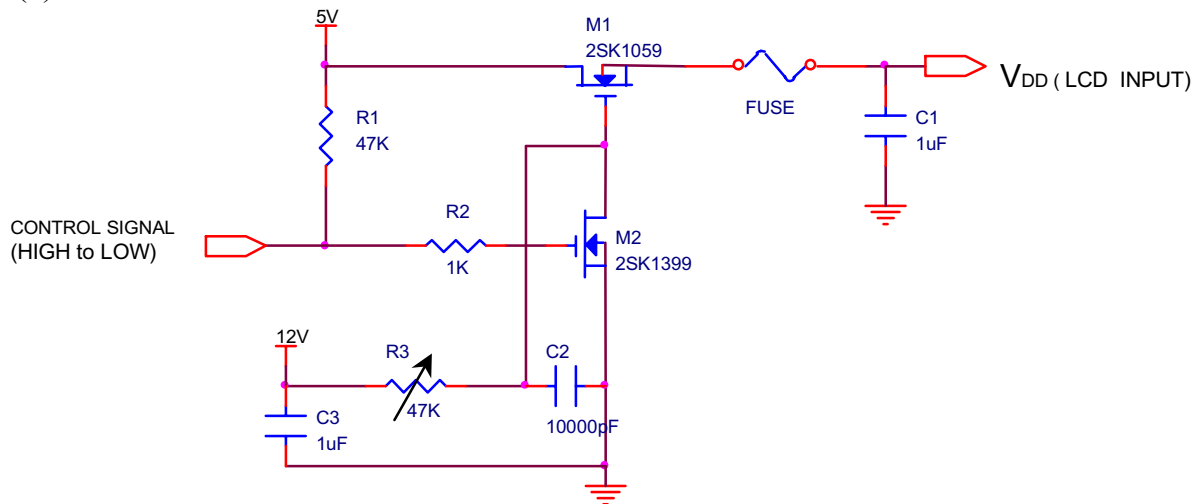 5V
M1
2SK1059
VDD ( LCD INPUT)
FUSE
R1
47K
C1
1uF
CONTROL SIGNAL
(HIGH to LOW)
R2
1K
M2
2SK1399
12V
R3
47K
C2
10000pF
C3
1uF